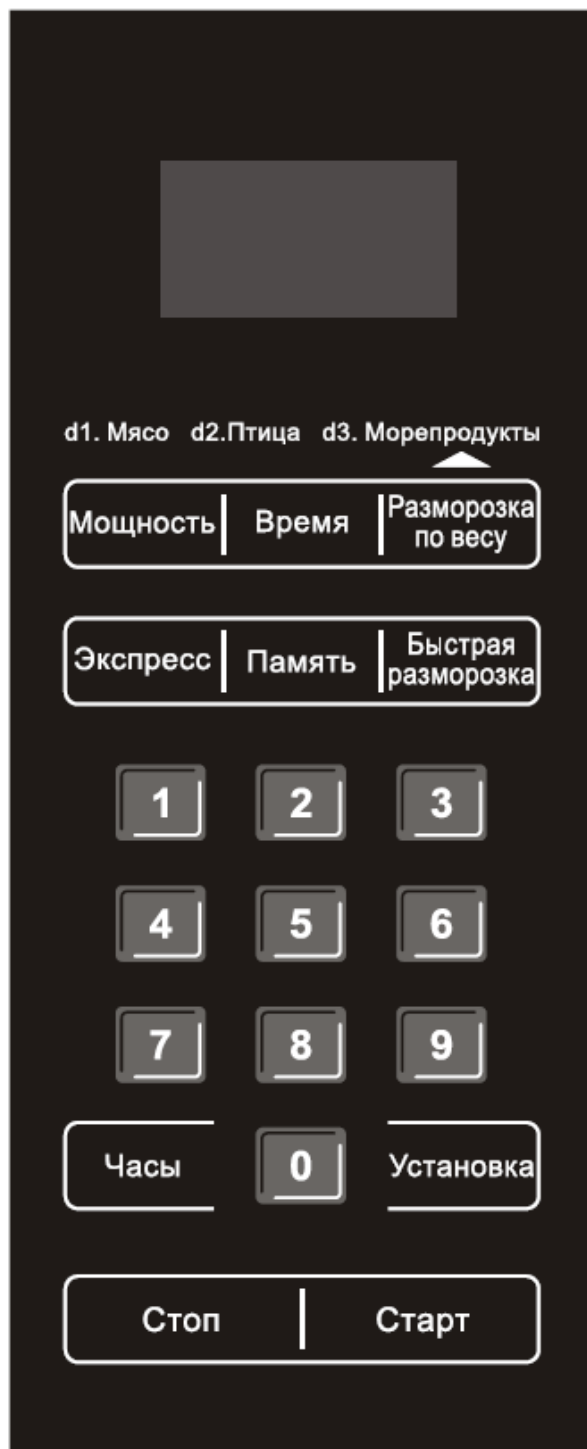 d1. Мясо d2.Птица d3. Морепродукты
Мощность Время Разморозка по весу
Экспресс Память Быстрая разморозка
1 2 3
4 5 6
7 8 9
Часы 0 Установка
Стоп Старт